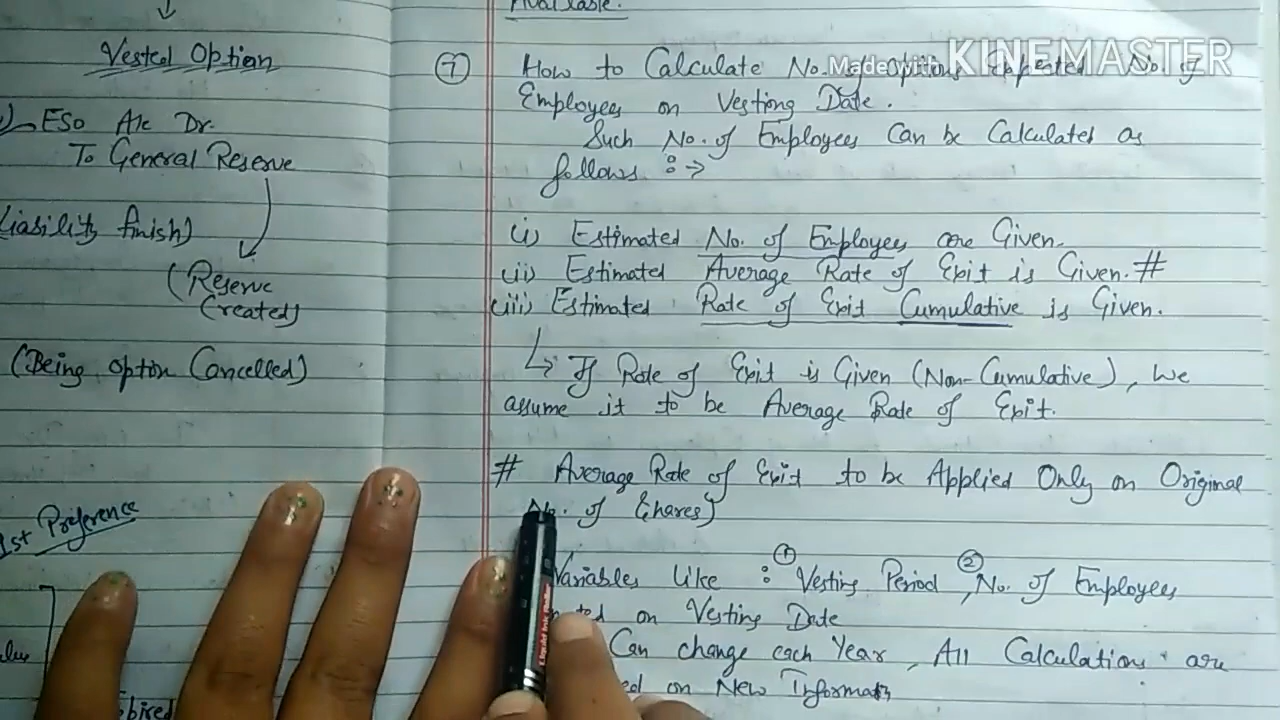 Vested Option
ESO A/c Dr.
To General Reserve
Liability finish)
(Reserve
Created)
(Being option Cancelled)
1st Preference
Available.
⑦ How to Calculate No. of options expected No of
Employees on Vesting Date.
Such No. of Employees Can be Calculated as
follows :->
(i) Estimated No. of Employees are Given.
(ii) Estimated Average Rate of Exit is Given. #
(iii) Estimated Rate of Exit Cumulative is Given.
If Rate of Exit is Given (Non-Cumulative), We
assume it to be Average Rate of Exit.
# Average Rate of Exit to be Applied Only on Original
No. of Shares)
Variables Like : ① Vesting Period, ② No. of Employees
on Vesting Date
Can change each Year, All Calculations are
on New Informatn
Made with KINEMASTER